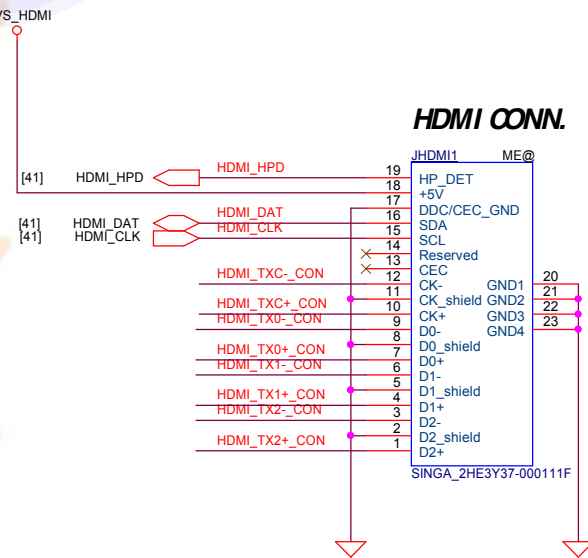 VS_HDMI
HDMI CONN.
JHDMI1 ME@
[41] HDMI_HPD HDMI_HPD 19 HP_DET
18 +5V
17 DDC/CEC_GND
[41] HDMI_DAT HDMI_DAT 16 SDA
[41] HDMI_CLK HDMI_CLK 15 SCL
14 Reserved
13 CEC
HDMI_TXC-_CON 12 CK- GND1 20
11 CK_shield GND2 21
HDMI_TXC+_CON 10 CK+ GND3 22
HDMI_TX0-_CON 9 D0- GND4 23
8 D0_shield
HDMI_TX0+_CON 7 D0+
HDMI_TX1-_CON 6 D1-
5 D1_shield
HDMI_TX1+_CON 4 D1+
HDMI_TX2-_CON 3 D2-
2 D2_shield
HDMI_TX2+_CON 1 D2+
SINGA_2HE3Y37-000111F